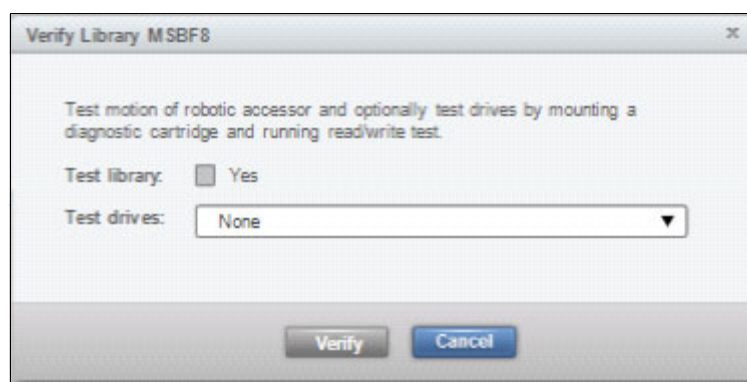 Verify Library MSBF8
x
Test motion of robotic accessor and optionally test drives by mounting a
diagnostic cartridge and running read/write test.
Test library: Yes
Test drives: None
Verify Cancel